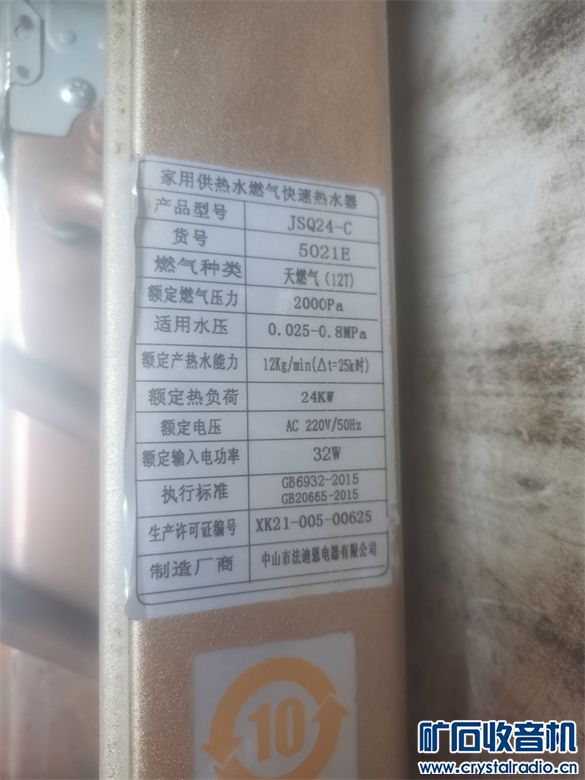 家用供热水燃气快速热水器
产品型号 JSQ24-C
货号 5021E
燃气种类 天燃气(12T)
额定燃气压力 2000Pa
适用水压 0.025-0.8MPa
额定产热水能力 12Kg/min(Δt=25k时)
额定热负荷 24KW
额定电压 AC 220V/50Hz
额定输入电功率 32W
执行标准 GB6932-2015
GB20665-2015
生产许可证编号 XK21-005-00625
制造厂商 中山市法迪恩电器有限公司
10
矿石收音机
www.crystalradio.cn